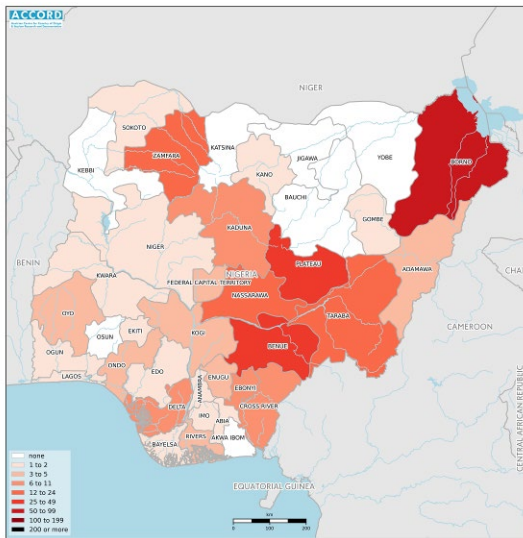 ACCORD
NIGER
SOKOTO
KATSINA
ZAMFARA
KEBBI
KANO
JIGAWA
YOBE
BORNO
BAUCHI
GOMBE
KADUNA
NIGER
BENIN
PLATEAU
ADAMAWA
CHA
NIGERIA
FEDERAL CAPITAL TERRITORY
KWARA
NASSARAWA
TARABA
OYO
CAMEROON
EKITI
KOGI
OSUN
BENUE
OGUN
ONDO
EDO
ENUGU
LAGOS
ANAMBRA
EBONYI
DELTA
CROSS RIVER
IMO
ABIA
BAYELSA
RIVERS
AKWA IBOM
CENTRAL AFRICAN REPUBLIC
EQUATORIAL GUINEA
none
1 to 2
3 to 5
6 to 11
12 to 24
25 to 49
50 to 99
100 to 199
200 or more
km
0 100 200